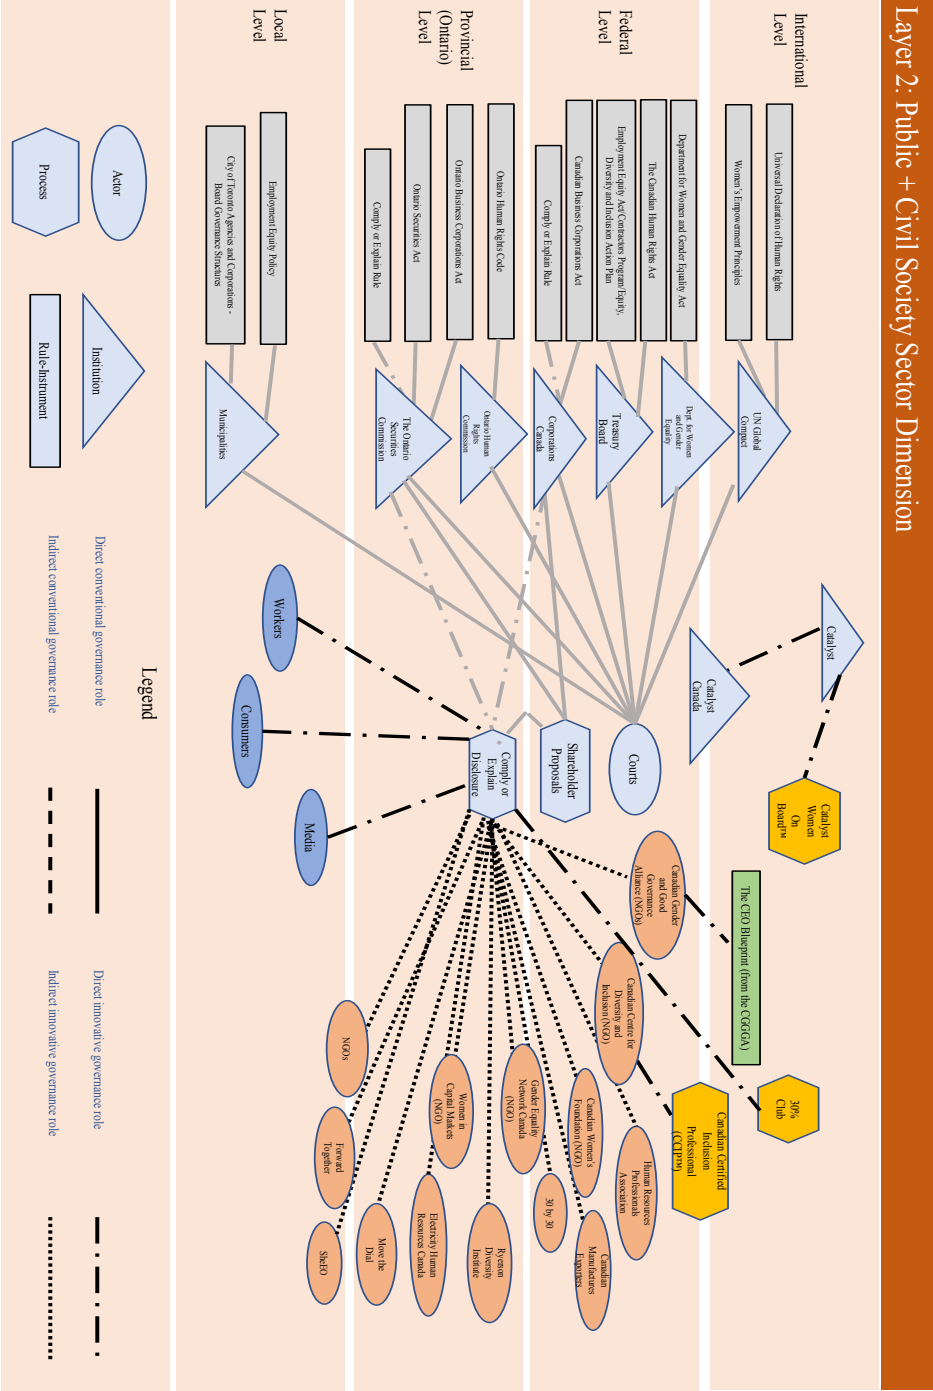 Layer 2: Public + Civil Society Sector Dimension
International
Level
Universal Declaration of Human Rights
Women's Empowerment Principles
UN Global
Compact
Catalyst
Catalyst
Canada
Catalyst
Women
On
Board™
The CEO Blueprint (from the CGGGA)
30%
Club
Canadian Certified
Inclusion
Professional
(CCIP™)
Federal
Level
Department for Women and Gender Equality Act
The Canadian Human Rights Act
Employment Equity Act/Contractors Program/Equity,
Diversity and Inclusion Action Plan
Canadian Business Corporations Act
Comply or Explain Rule
Dept. for Women
and Gender
Equality
Treasury
Board
Corporations
Canada
Courts
Shareholder
Proposals
Canadian Gender
and Good
Governance
Alliance (NGOs)
Canadian Centre for
Diversity and
Inclusion (NGO)
Human Resources
Professionals
Association
Canadian Women's
Foundation (NGO)
Canadian
Manufactures
Exporters
30 by 30
Gender Equality
Network Canada
(NGO)
Provincial
(Ontario)
Level
Ontario Human Rights Code
Ontario Business Corporations Act
Ontario Securities Act
Comply or Explain Rule
Ontario Human
Rights
Commission
The Ontario
Securities
Commission
Comply or
Explain
Disclosure
Ryerson
Diversity
Institute
Women in
Capital Markets
(NGO)
Electricity Human
Resources Canada
Move the
Dial
NGOs
Forward
Together
SheEO
Local
Level
Employment Equity Policy
City of Toronto Agencies and Corporations -
Board Governance Structures
Municipalities
Workers
Consumers
Media
Legend
Actor
Process
Institution
Rule-Instrument
Direct conventional governance role
Indirect conventional governance role
Direct innovative governance role
Indirect innovative governance role